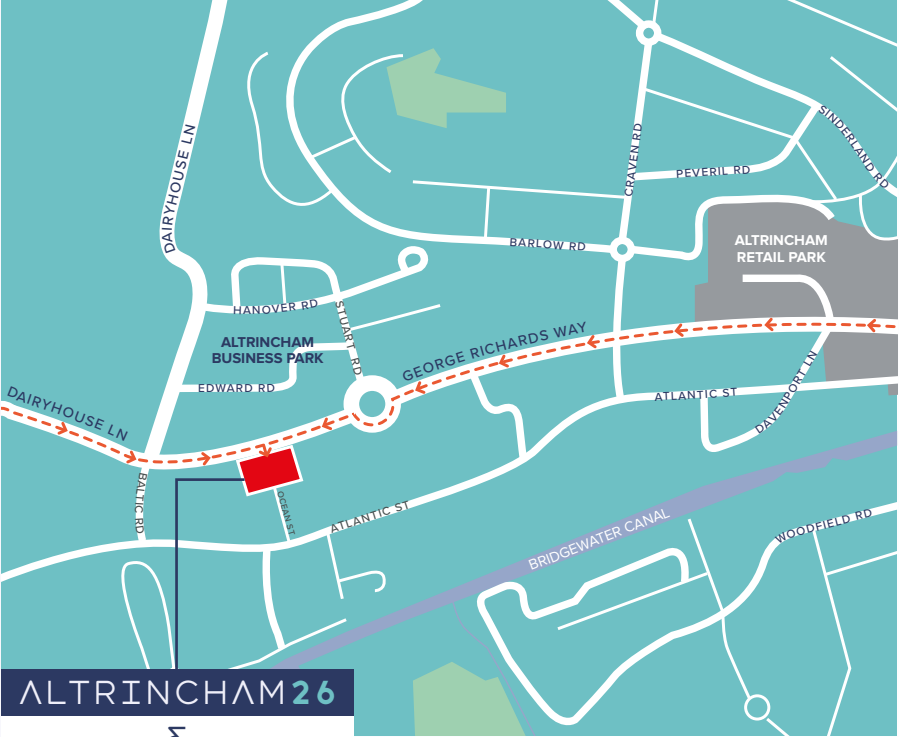 DAIRYHOUSE LN
SINDERLAND RD
CRAVEN RD
PEVERIL RD
BARLOW RD
ALTRINCHAM
RETAIL PARK
HANOVER RD
STUART RD
ALTRINCHAM
BUSINESS PARK
GEORGE RICHARDS WAY
EDWARD RD
DAIRYHOUSE LN
ATLANTIC ST
DAVENPORT LN
BALTIC RD
OCEAN ST
ATLANTIC ST
BRIDGEWATER CANAL
WOODFIELD RD
ALTRINCHAM26